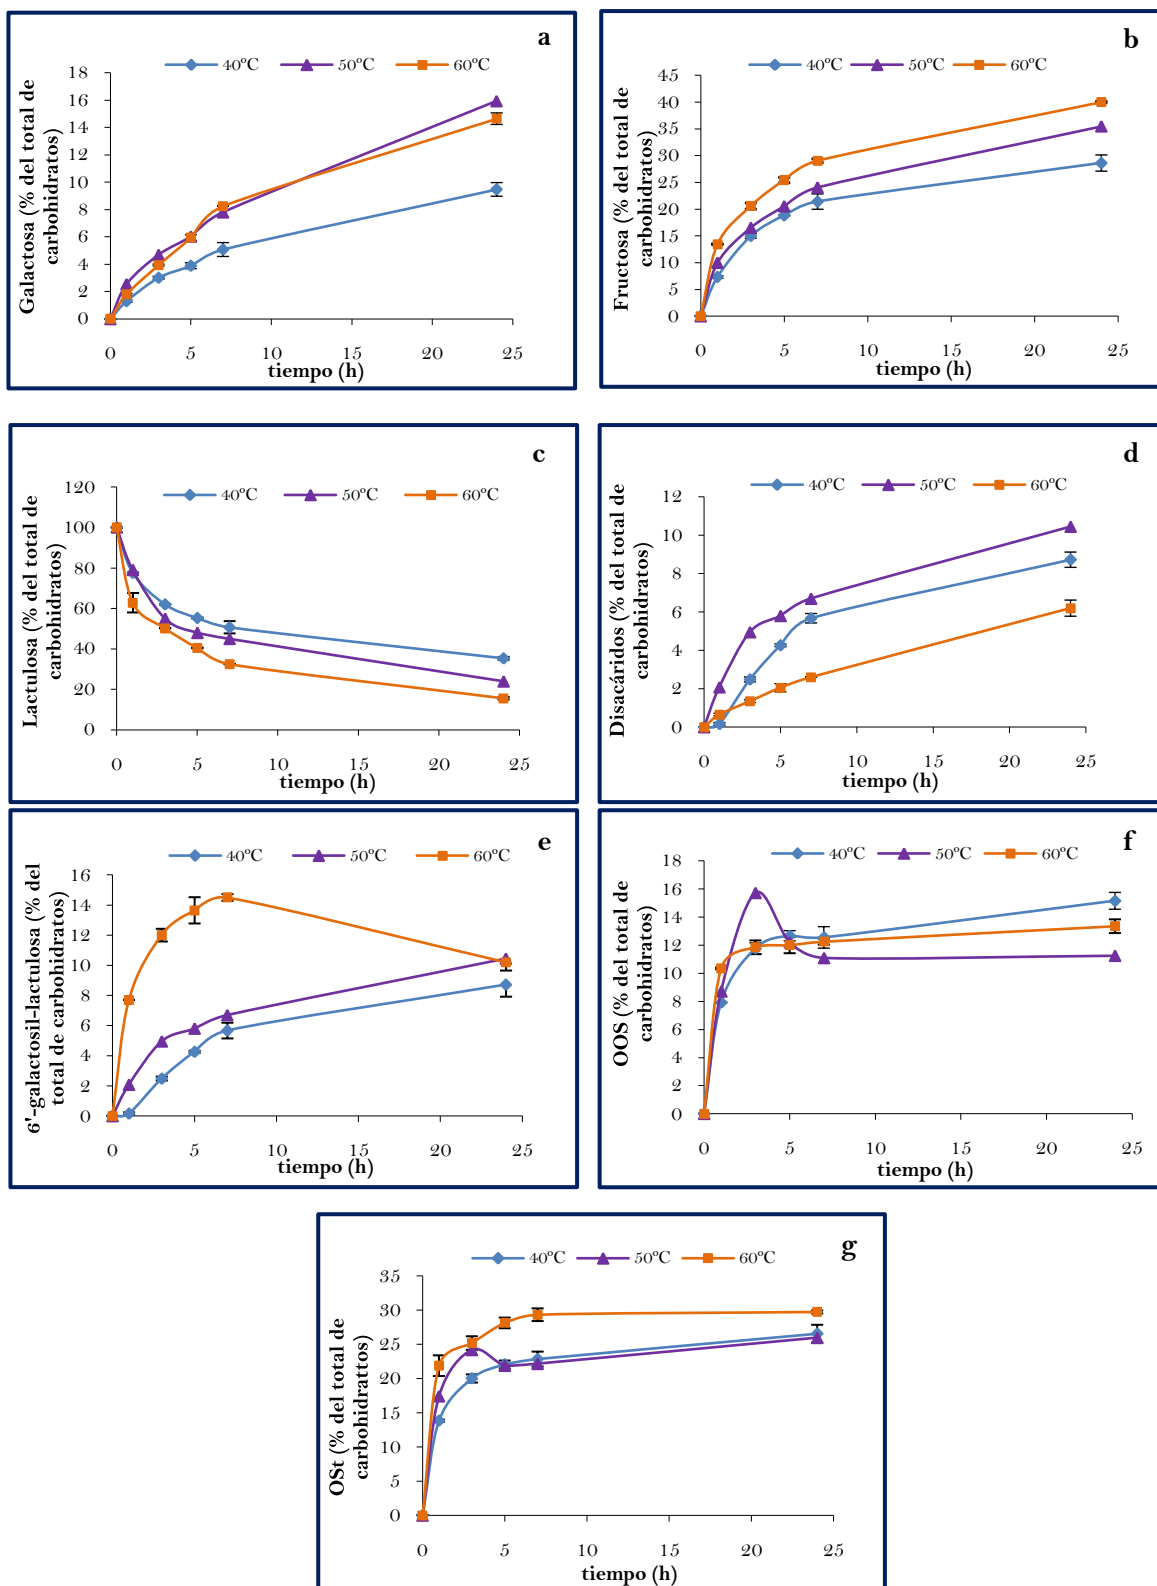 a
40ºC 50ºC 60ºC
Galactosa (% del total de
carbohidratos)
18
16
14
12
10
8
6
4
2
0
0 5 10 15 20 25
tiempo (h)
b
40ºC 50ºC 60ºC
Fructosa (% del total de
carbohidratos)
45
40
35
30
25
20
15
10
5
0
0 5 10 15 20 25
tiempo (h)
c
40ºC 50ºC 60ºC
Lactulosa (% del total de
carbohidratos)
120
100
80
60
40
20
0
0 5 10 15 20 25
tiempo (h)
d
40ºC 50ºC 60ºC
Disacáridos (% del total de
carbohidratos)
12
10
8
6
4
2
0
0 5 10 15 20 25
tiempo (h)
e
40ºC 50ºC 60ºC
6'-galactosil-lactulosa (% del
total de carbohidratos)
16
14
12
10
8
6
4
2
0
0 5 10 15 20 25
tiempo (h)
f
40ºC 50ºC 60ºC
OOS (% del total de
carbohidratos)
18
16
14
12
10
8
6
4
2
0
0 5 10 15 20 25
tiempo (h)
g
40ºC 50ºC 60ºC
OSt (% del total de
carbohidrattos)
35
30
25
20
15
10
5
0
0 5 10 15 20 25
tiempo (h)